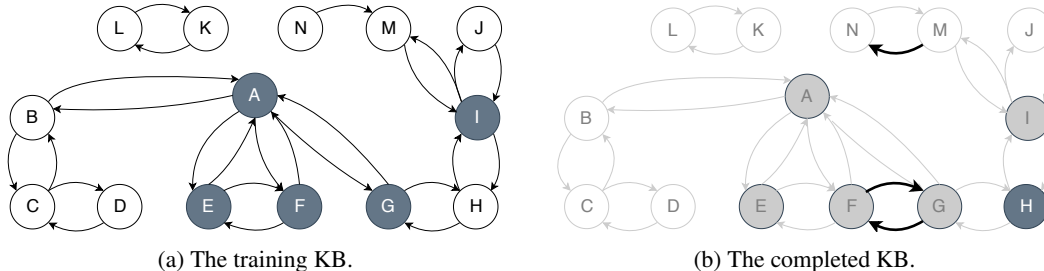 L K N M J
A
B I
C D E F G H
(a) The training KB.
L K N M J
A
B I
C D E F G H
(b) The completed KB.